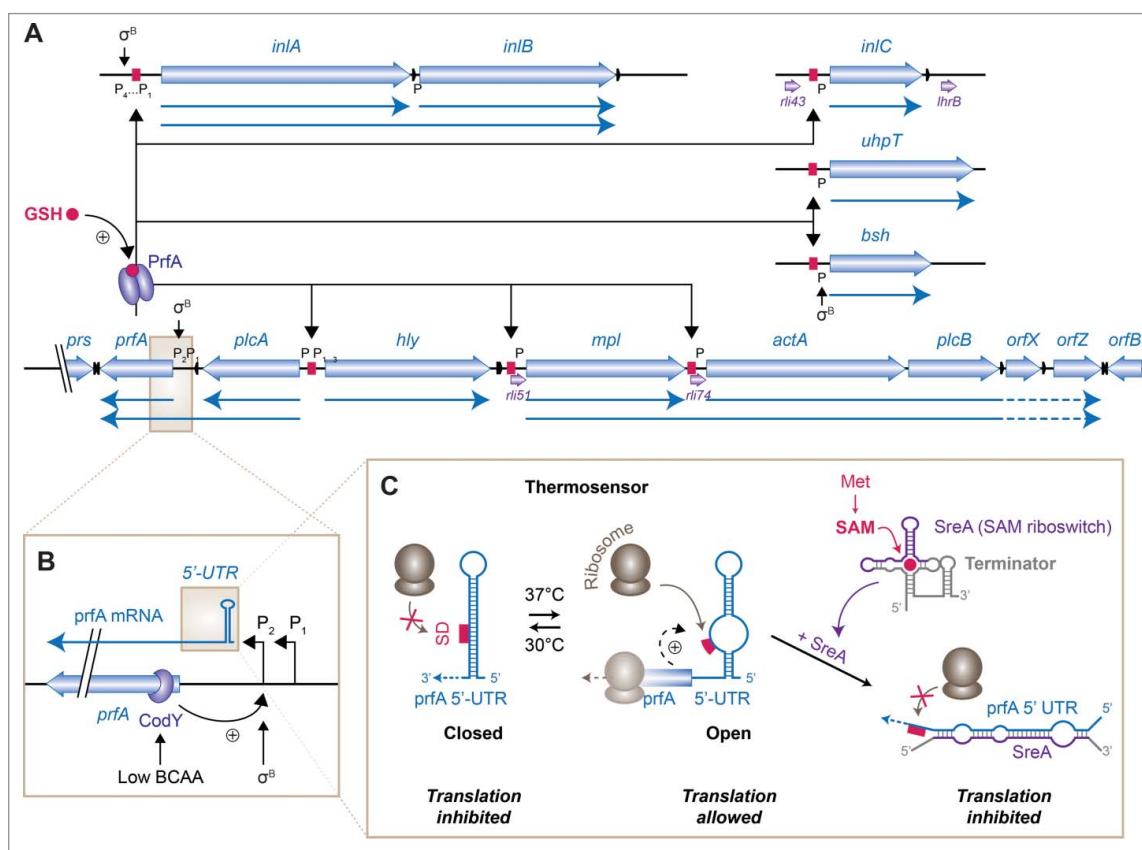 A
σB
inlA
inlB
inlC
P4...P1
P
rli43
P
lhrB
uhpT
P
GSH
⊕
PrfA
bsh
P
σB
σB
prs
prfA
P2 P1
plcA
P P1...3
hly
P
rli51
mpl
P
rli74
actA
plcB
orfX
orfZ
orfB
B
5'-UTR
prfA mRNA
P2
P1
prfA
CodY
⊕
Low BCAA
σB
C
Thermosensor
Met
SAM
SreA (SAM riboswitch)
Terminator
5'
3'
Ribosome
37°C
30°C
SD
3'
5'
prfA 5'-UTR
Closed
⊕
prfA
5'-UTR
5'
Open
+ SreA
prfA 5' UTR
5'
5'
SreA
3'
Translation
inhibited
Translation
allowed
Translation
inhibited